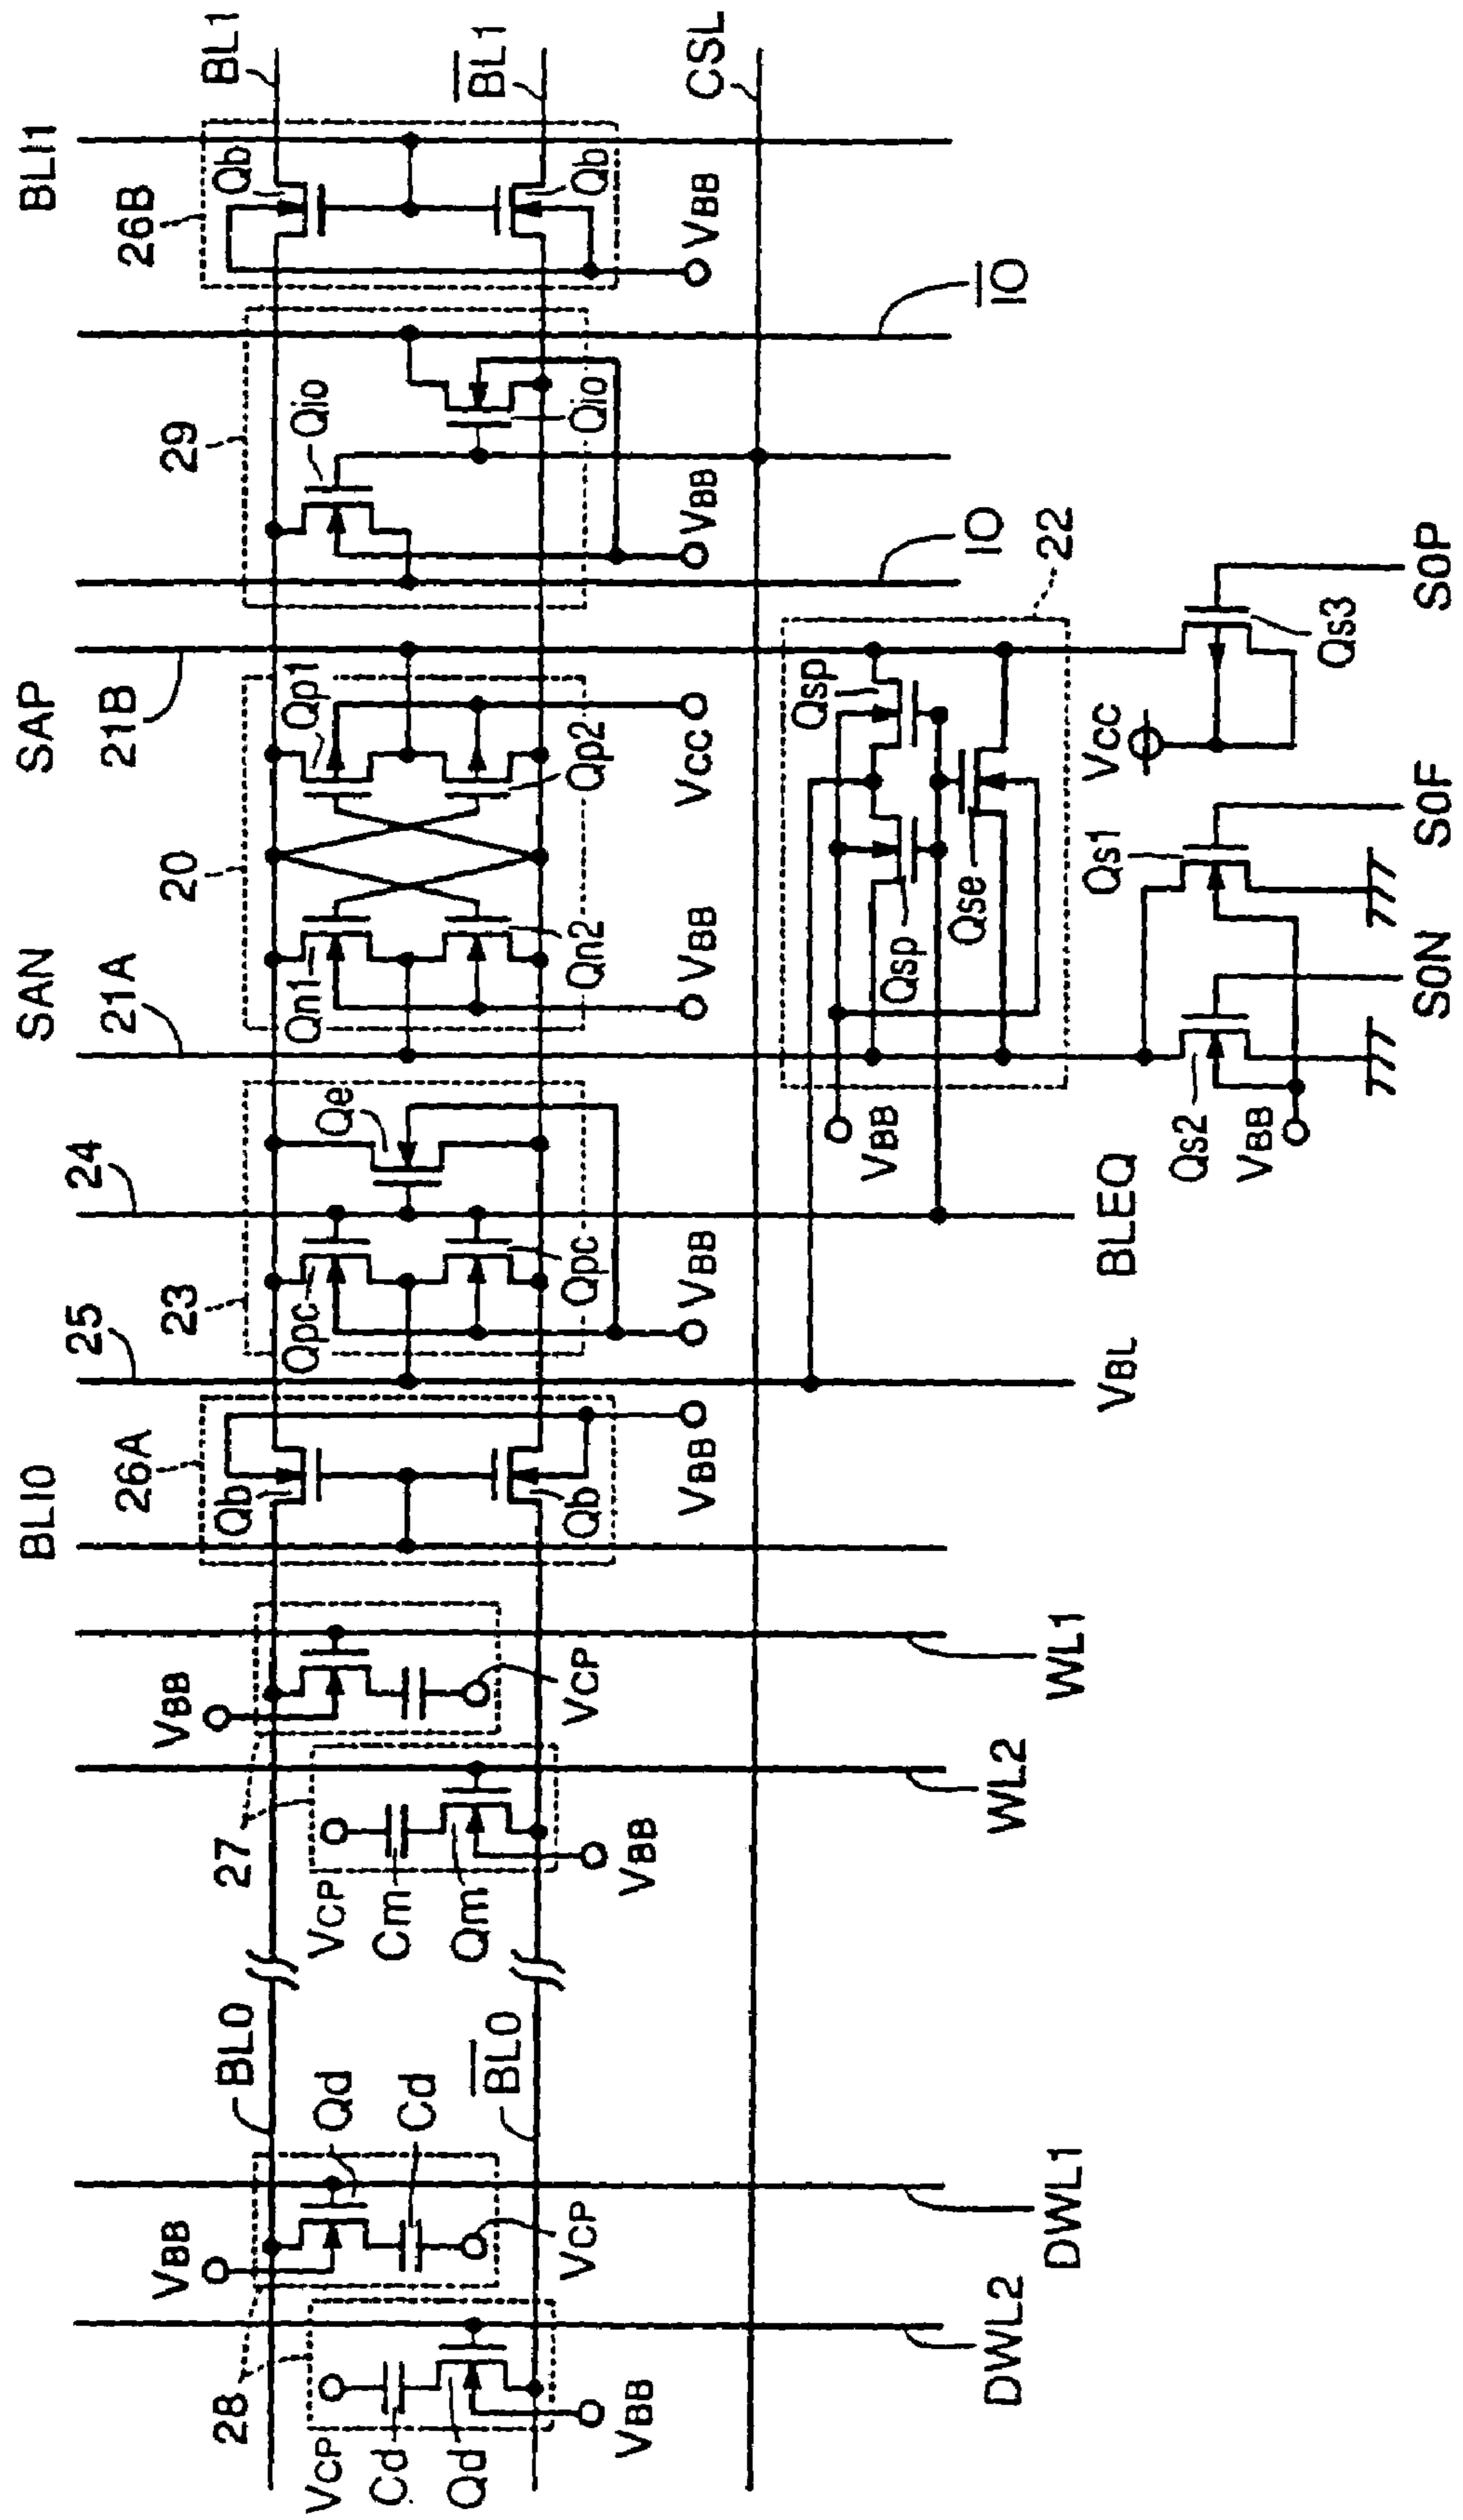 BLI0
SAN
SAP
BLI1
25
24
21A
21B
26A
23
20
29
26B
VBB
VBB
27
28
BL0
Qb
BL1
Qpc
Qe
Qn1
Qp1
Qio
Qb
VCP
Cd
Qd
Qd
Cd
VCP
BL0
VCP
Cm
Qm
VCP
Qb
Qpc
Qn2
Qp2
Qio
Qb
BL1
VBB
VBB
VBB
VBB
VBB
VCC
VBB
VBB
CSL
Qsp
Qsp
Qse
VBB
22
IO
IO
DWL2
DWL1
WL2
WL1
VBL
BLEQ
VCC
Qs2
VBB
Qs1
Qs3
SON
SOF
SOP